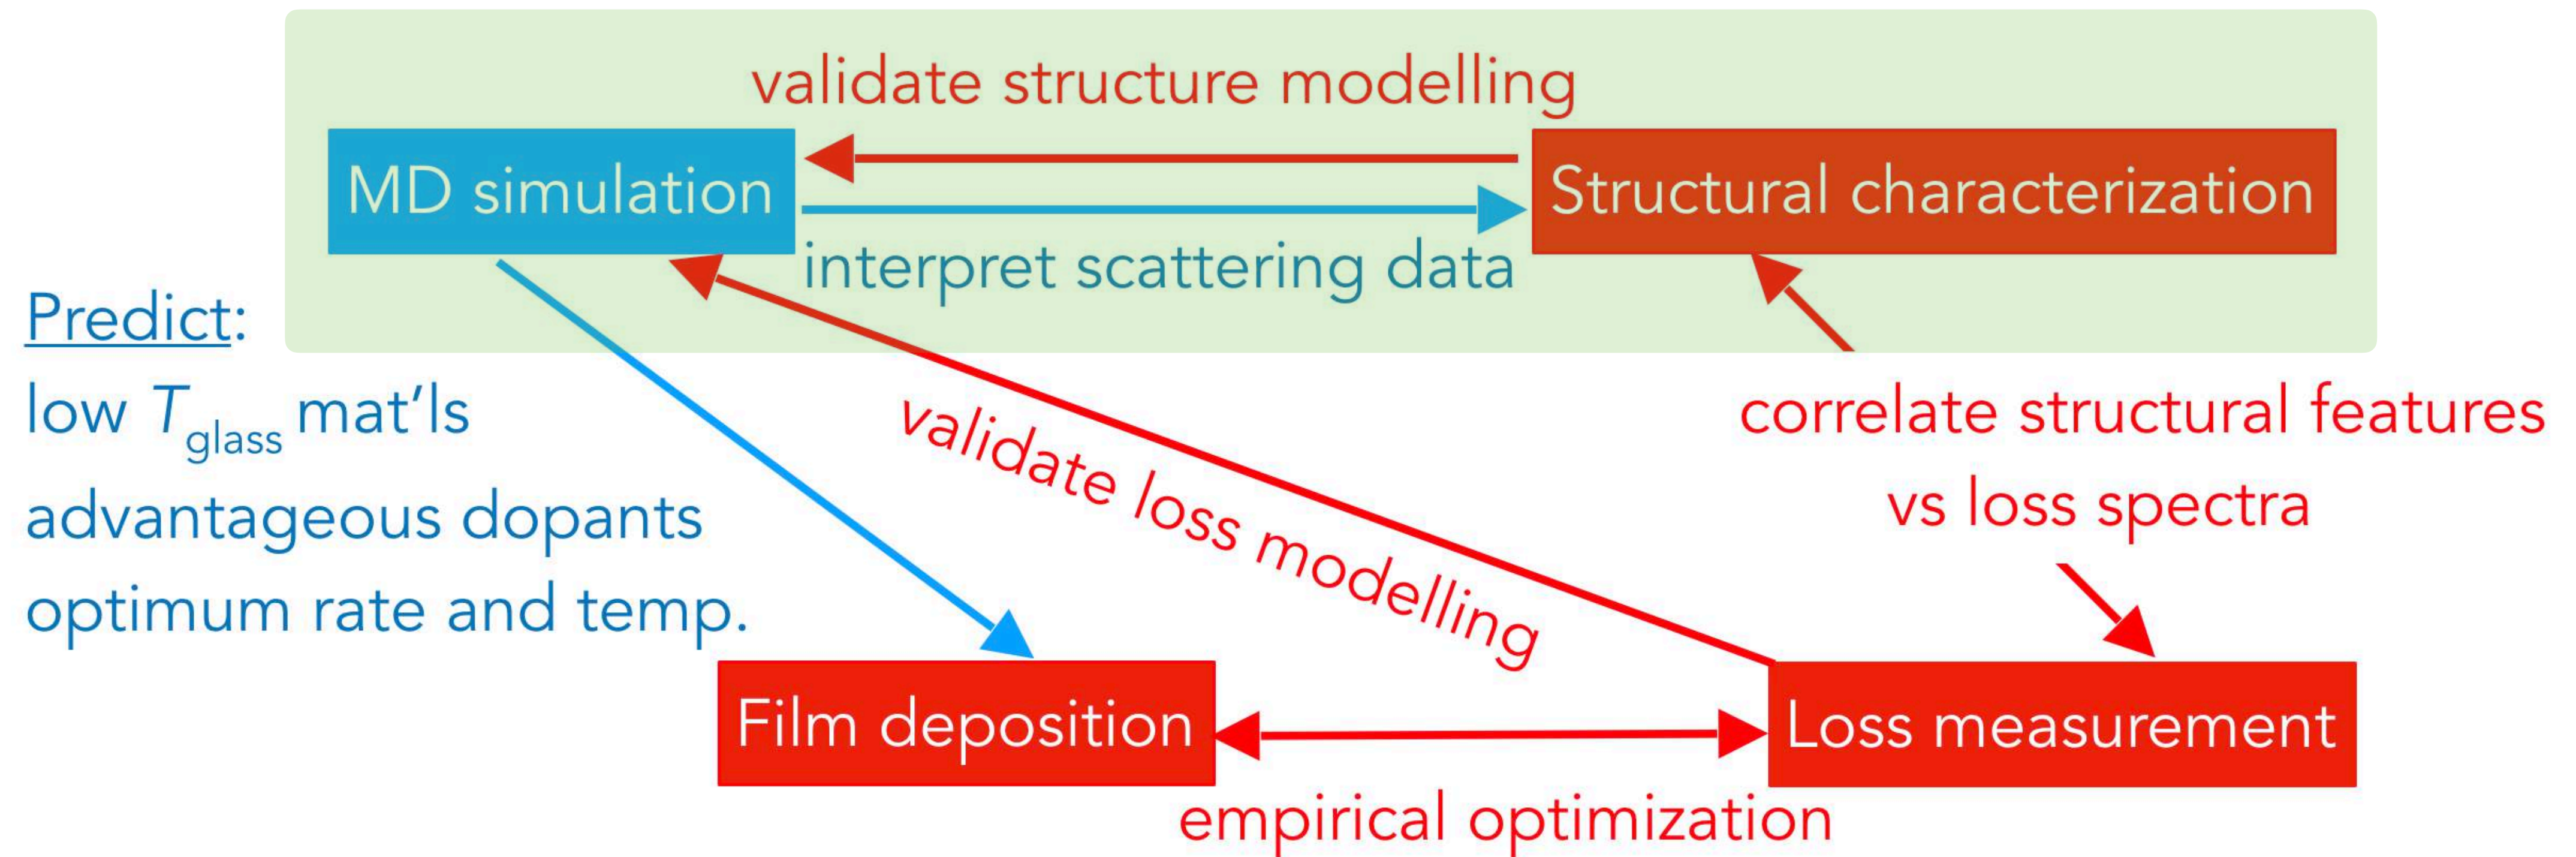 validate structure modelling
MD simulation
Structural characterization
interpret scattering data
Predict:
low Tglass mat'ls
advantageous dopants
optimum rate and temp.
validate loss modelling
correlate structural features
vs loss spectra
Film deposition
Loss measurement
empirical optimization